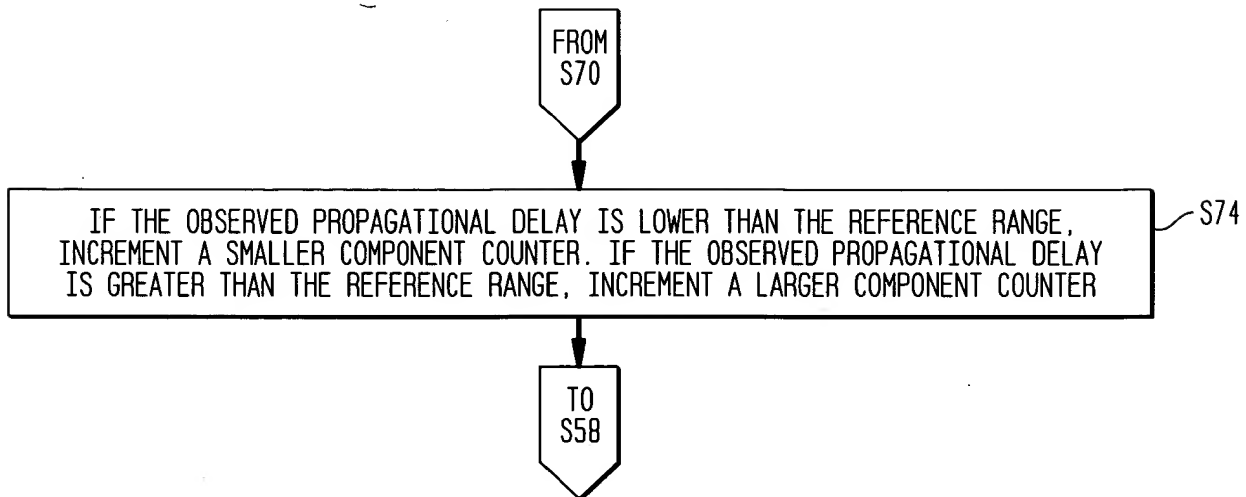 FROM
S70
IF THE OBSERVED PROPAGATIONAL DELAY IS LOWER THAN THE REFERENCE RANGE,
INCREMENT A SMALLER COMPONENT COUNTER. IF THE OBSERVED PROPAGATIONAL DELAY
IS GREATER THAN THE REFERENCE RANGE, INCREMENT A LARGER COMPONENT COUNTER
S74
TO
S58